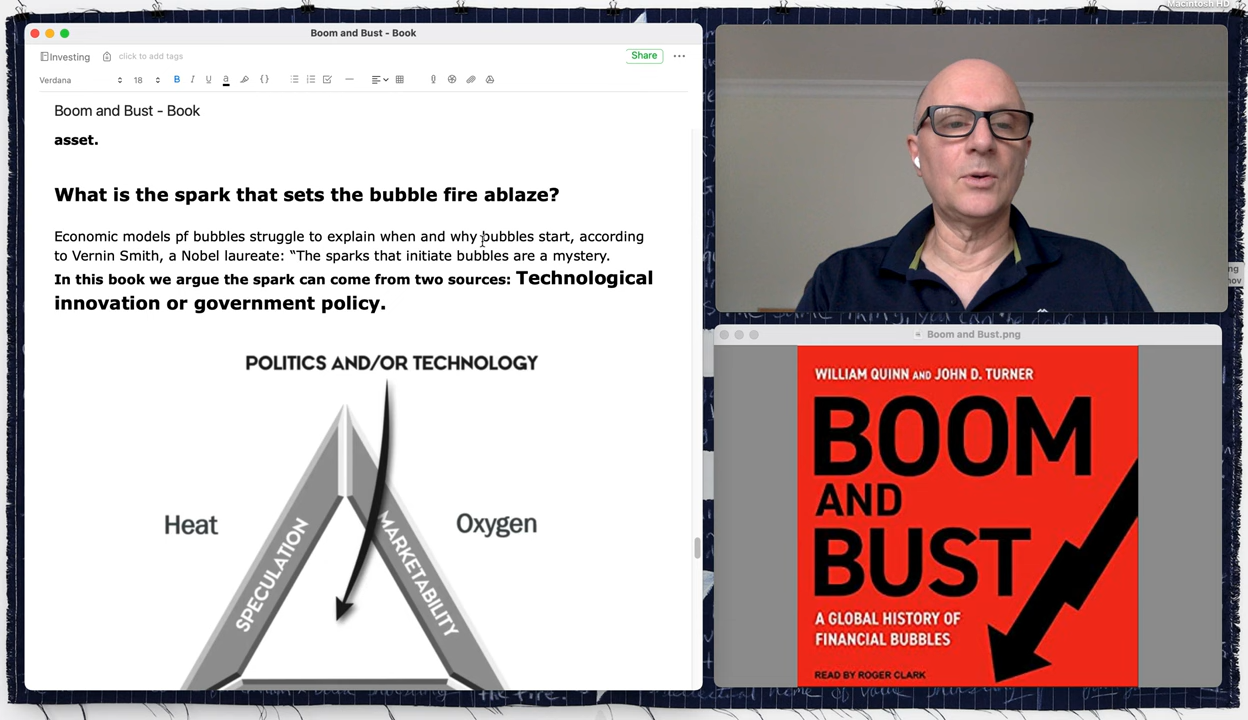 Macintosh HD
Boom and Bust - Book
Investing
click to add tags
Share
Verdana
18
B I U a
Boom and Bust - Book
asset.
What is the spark that sets the bubble fire ablaze?
Economic models pf bubbles struggle to explain when and why bubbles start, according
to Vernin Smith, a Nobel laureate: “The sparks that initiate bubbles are a mystery.
In this book we argue the spark can come from two sources: Technological
innovation or government policy.
POLITICS AND/OR TECHNOLOGY
Heat
Oxygen
SPECULATION
MARKETABILITY
Boom and Bust.png
WILLIAM QUINN AND JOHN D. TURNER
BOOM
AND
BUST
A GLOBAL HISTORY OF
FINANCIAL BUBBLES
READ BY ROGER CLARK